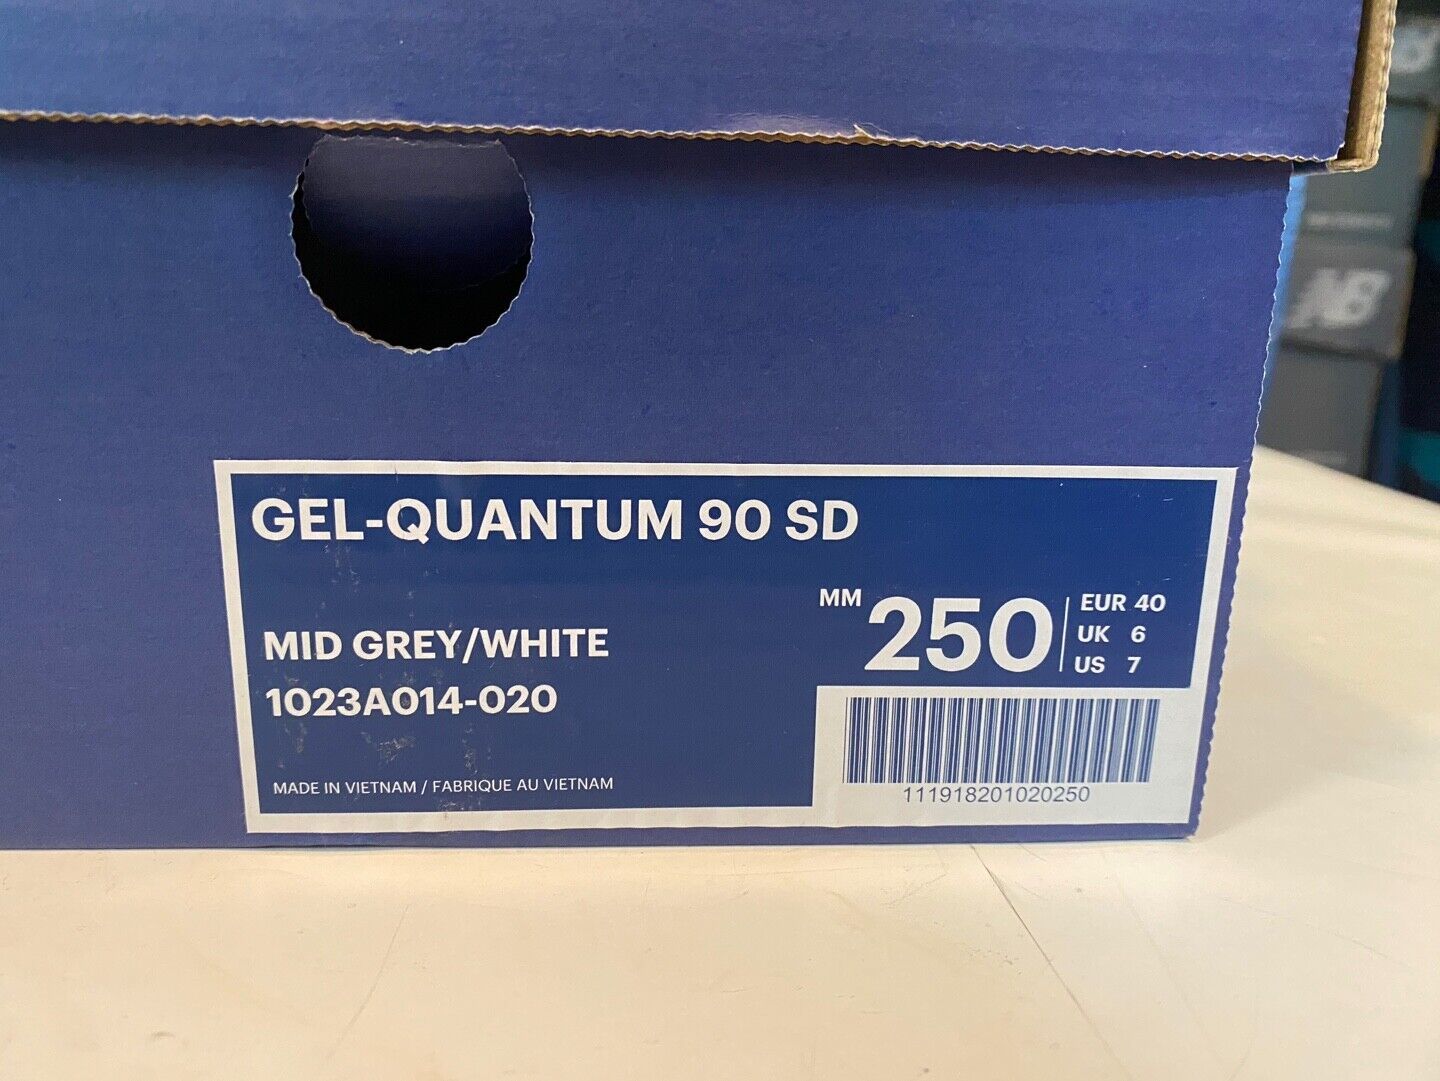 GEL-QUANTUM 90 SD
MID GREY/WHITE
1023A014-020
MADE IN VIETNAM / FABRIQUE AU VIETNAM
MM 250
EUR 40
UK 6
US 7
111918201020250
NB